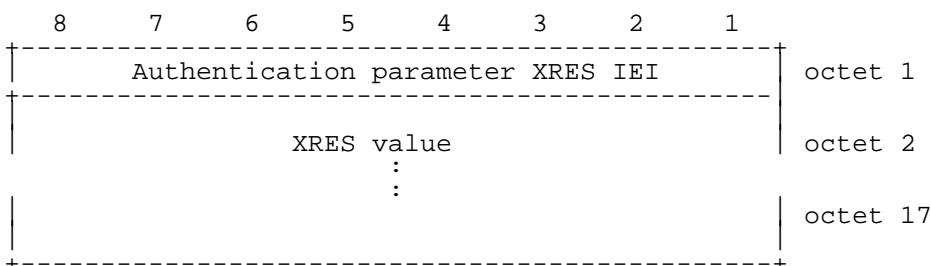 8 7 6 5 4 3 2 1
Authentication parameter XRES IEI octet 1
XRES value octet 2
:
:
octet 17